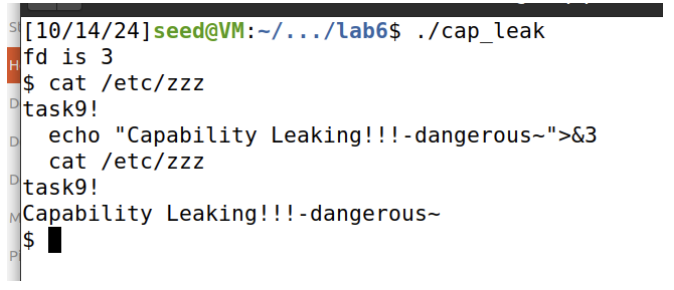 [10/14/24]seed@VM:~/.../lab6$ ./cap_leak
fd is 3
$ cat /etc/zzz
task9!
  echo "Capability Leaking!!!-dangerous~">&3
  cat /etc/zzz
task9!
Capability Leaking!!!-dangerous~
$